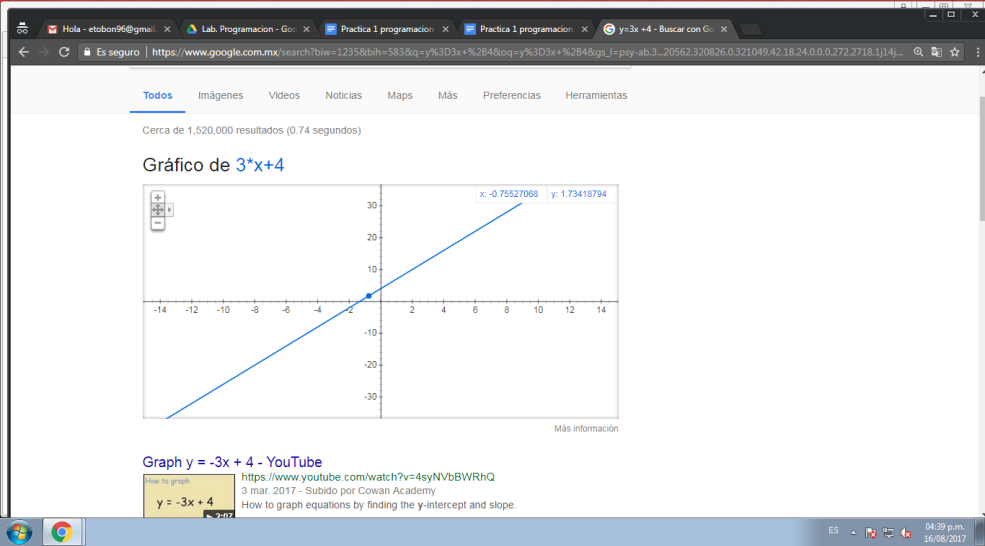 Hola - etobon96@gmail.
Lab. Programacion - Goo
Practica 1 programacion
Practica 1 programacion
y=3x +4 - Buscar con Go
Es seguro | https://www.google.com.mx/search?biw=1235&bih=583&q=y%3D3x+%2B4&oq=y%3D3x+%2B4&gs_l=psy-ab.3...20562.320826.0.321049.42.18.24.0.0.0.272.2718.1j14j...
Todos Imágenes Videos Noticias Maps Más Preferencias Herramientas
Cerca de 1,520,000 resultados (0.74 segundos)
Gráfico de 3*x+4
x: -0.75527068 y: 1.73418794
30
20
10
-14 -12 -10 -8 -6 -4 -2 2 4 6 8 10 12 14
-10
-20
-30
Más información
Graph y = -3x + 4 - YouTube
https://www.youtube.com/watch?v=4syNVbBWRhQ
3 mar. 2017 - Subido por Cowan Academy
How to graph equations by finding the y-intercept and slope.
How to graph
y = -3x + 4
2:07
ES
04:39 p.m.
16/08/2017